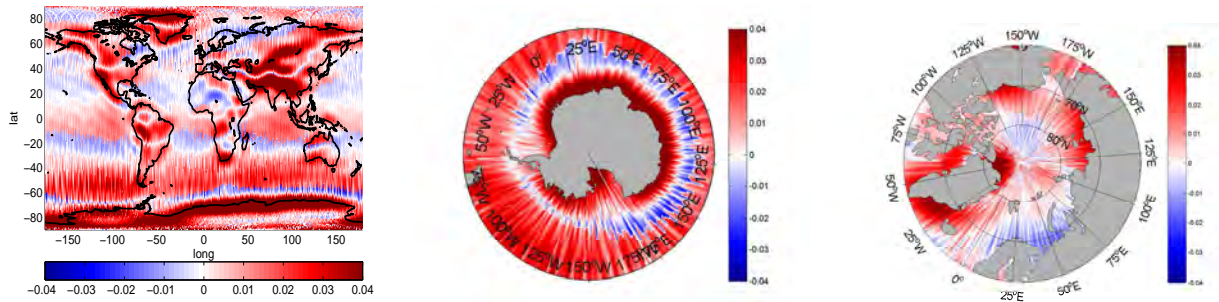 80
60
40
20
0
−20
−40
−60
−80
lat
−150 −100 −50 0 50 100 150
long
−0.04 −0.03 −0.02 −0.01 0 0.01 0.02 0.03 0.04
0°
25°E
50°E
75°E
100°E
125°E
150°E
150°W
125°W
100°W
50°W
25°W
0.04
0.03
0.02
0.01
0
-0.01
-0.02
-0.03
-0.04
150°W
175°W
150°E
125°E
100°E
75°E
50°E
25°E
0°
25°W
50°W
75°W
100°W
125°W
70°N
80°N